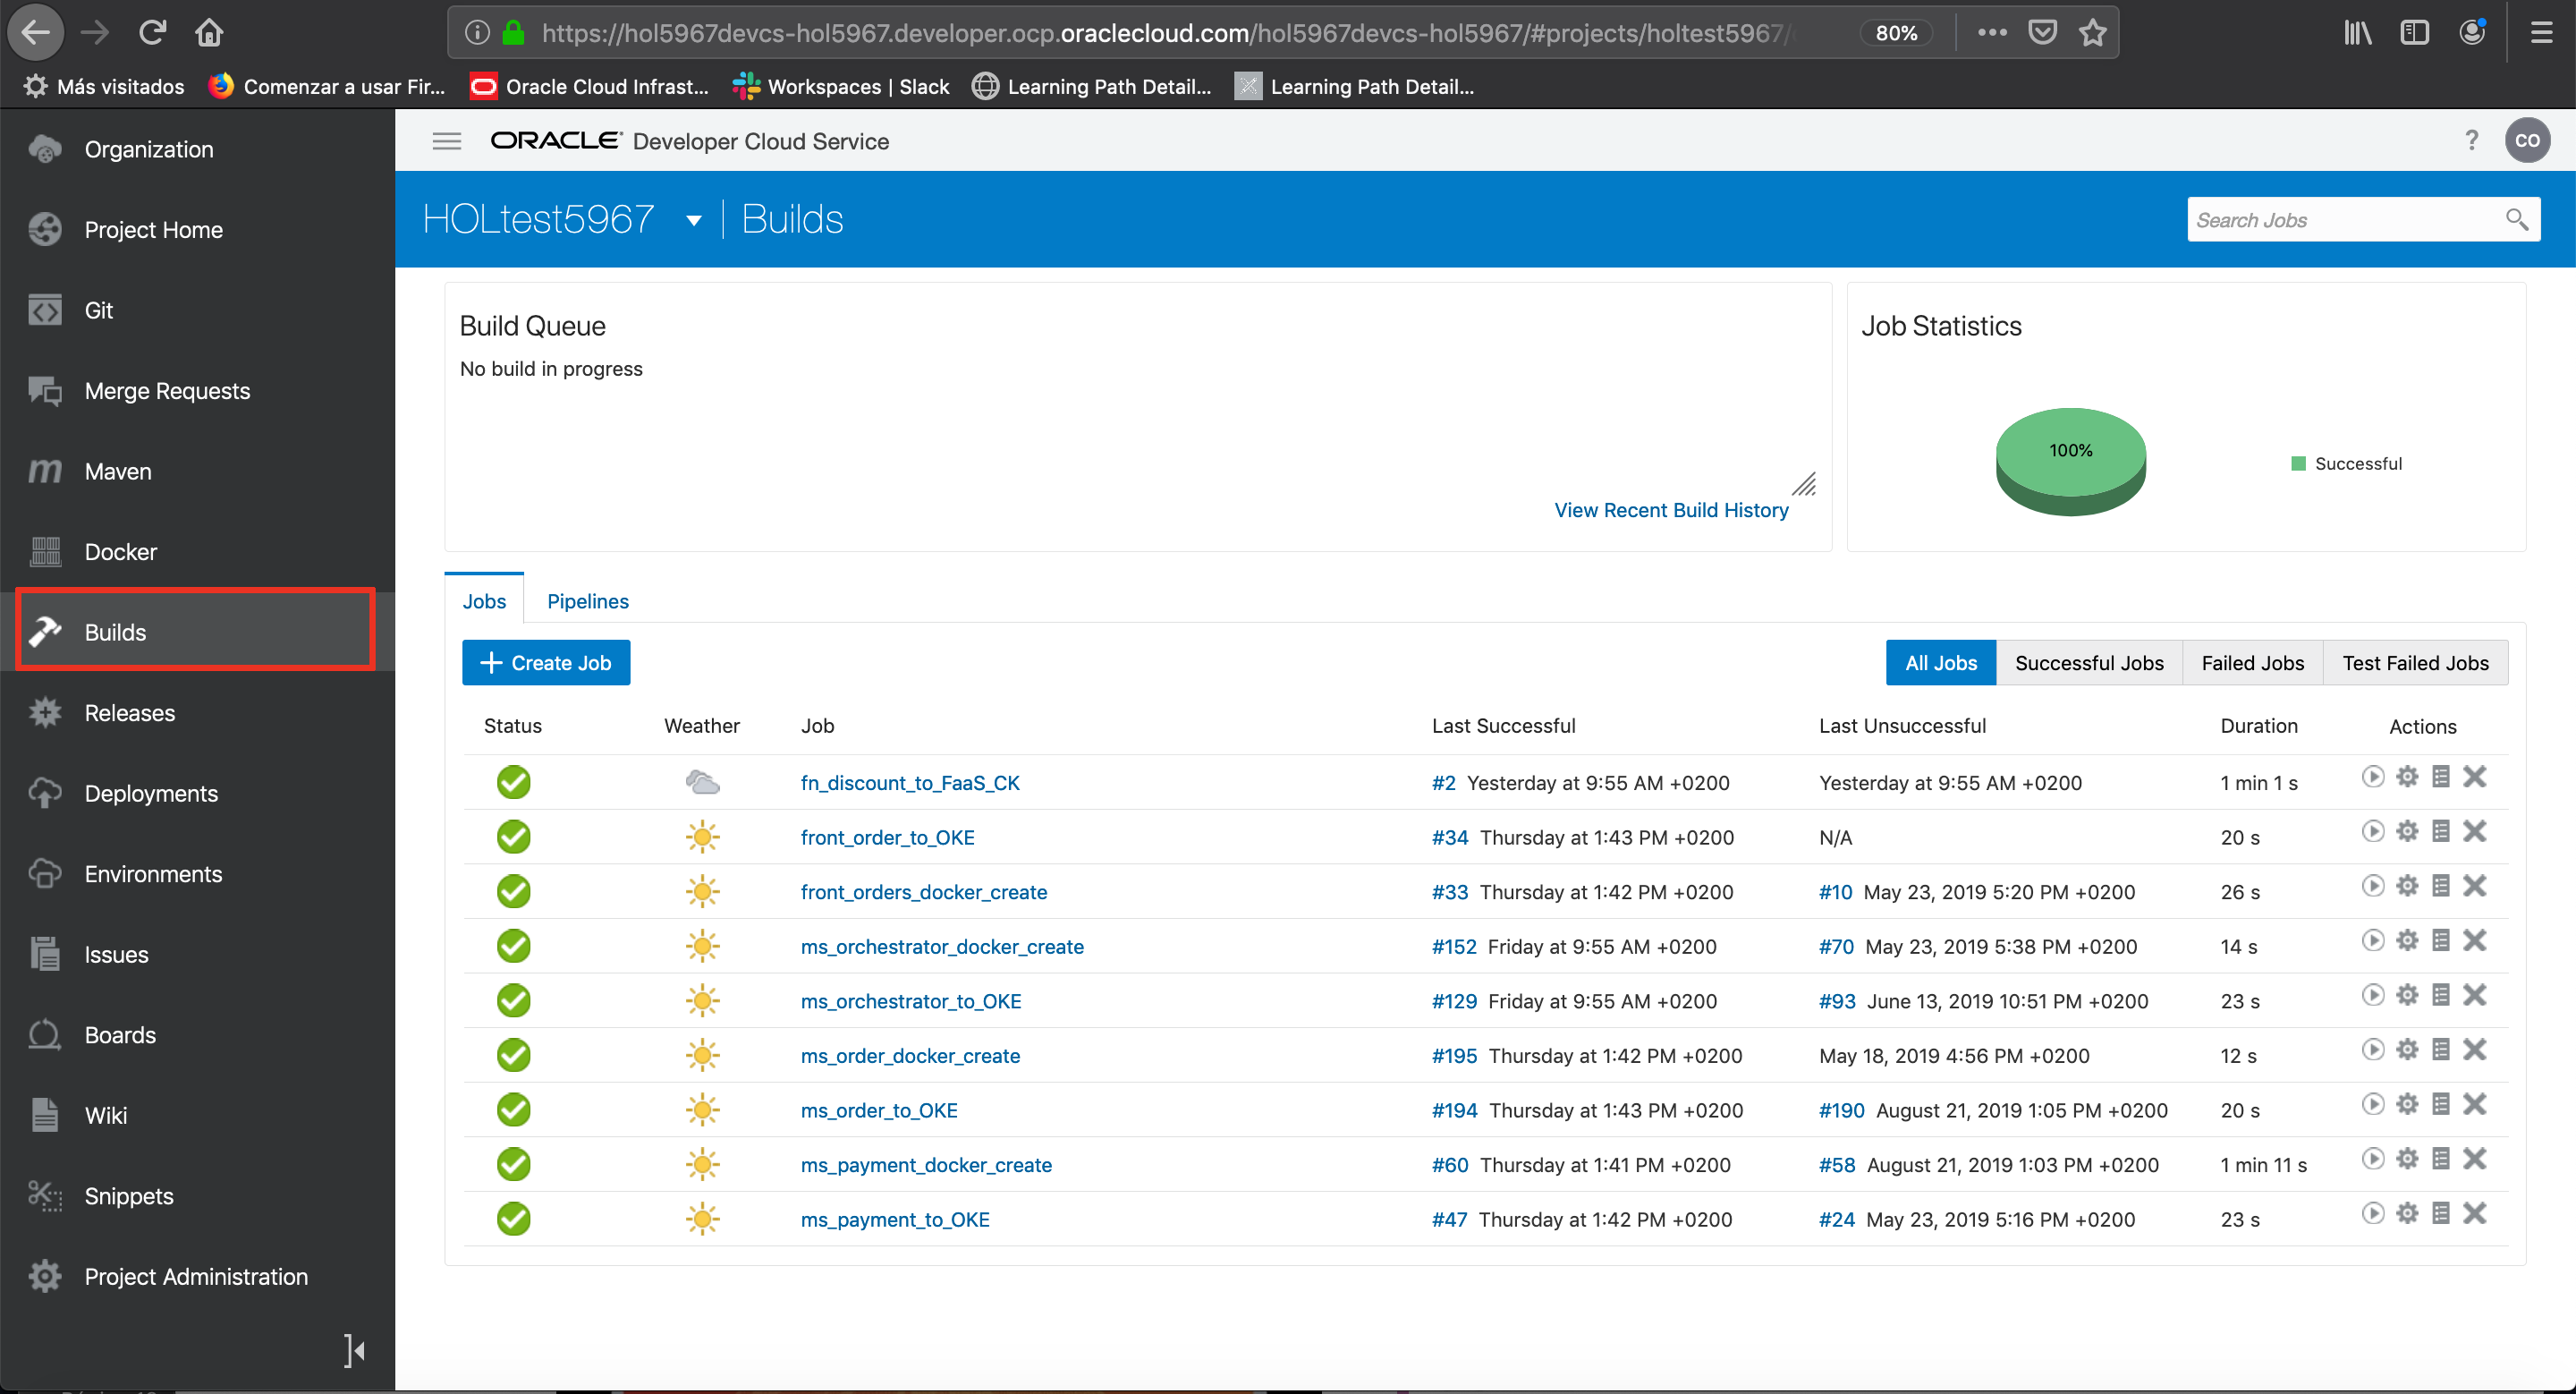 https://hol5967devcs-hol5967.developer.ocp.oraclecloud.com/hol5967devcs-hol5967/#projects/holtest5967/
80%
Más visitados
Comenzar a usar Fir...
Oracle Cloud Infrast...
Workspaces | Slack
Learning Path Detail...
Learning Path Detail...
Organization
Project Home
Git
Merge Requests
Maven
Docker
Builds
Releases
Deployments
Environments
Issues
Boards
Wiki
Snippets
Project Administration
ORACLE Developer Cloud Service
?
CO
HOLtest5967
Builds
Search Jobs
Build Queue
No build in progress
View Recent Build History
Job Statistics
100%
Successful
Jobs
Pipelines
Create Job
All Jobs
Successful Jobs
Failed Jobs
Test Failed Jobs
Status Weather Job Last Successful Last Unsuccessful Duration Actions
fn_discount_to_FaaS_CK #2 Yesterday at 9:55 AM +0200 Yesterday at 9:55 AM +0200 1 min 1 s
front_order_to_OKE #34 Thursday at 1:43 PM +0200 N/A 20 s
front_orders_docker_create #33 Thursday at 1:42 PM +0200 #10 May 23, 2019 5:20 PM +0200 26 s
ms_orchestrator_docker_create #152 Friday at 9:55 AM +0200 #70 May 23, 2019 5:38 PM +0200 14 s
ms_orchestrator_to_OKE #129 Friday at 9:55 AM +0200 #93 June 13, 2019 10:51 PM +0200 23 s
ms_order_docker_create #195 Thursday at 1:42 PM +0200 May 18, 2019 4:56 PM +0200 12 s
ms_order_to_OKE #194 Thursday at 1:43 PM +0200 #190 August 21, 2019 1:05 PM +0200 20 s
ms_payment_docker_create #60 Thursday at 1:41 PM +0200 #58 August 21, 2019 1:03 PM +0200 1 min 11 s
ms_payment_to_OKE #47 Thursday at 1:42 PM +0200 #24 May 23, 2019 5:16 PM +0200 23 s